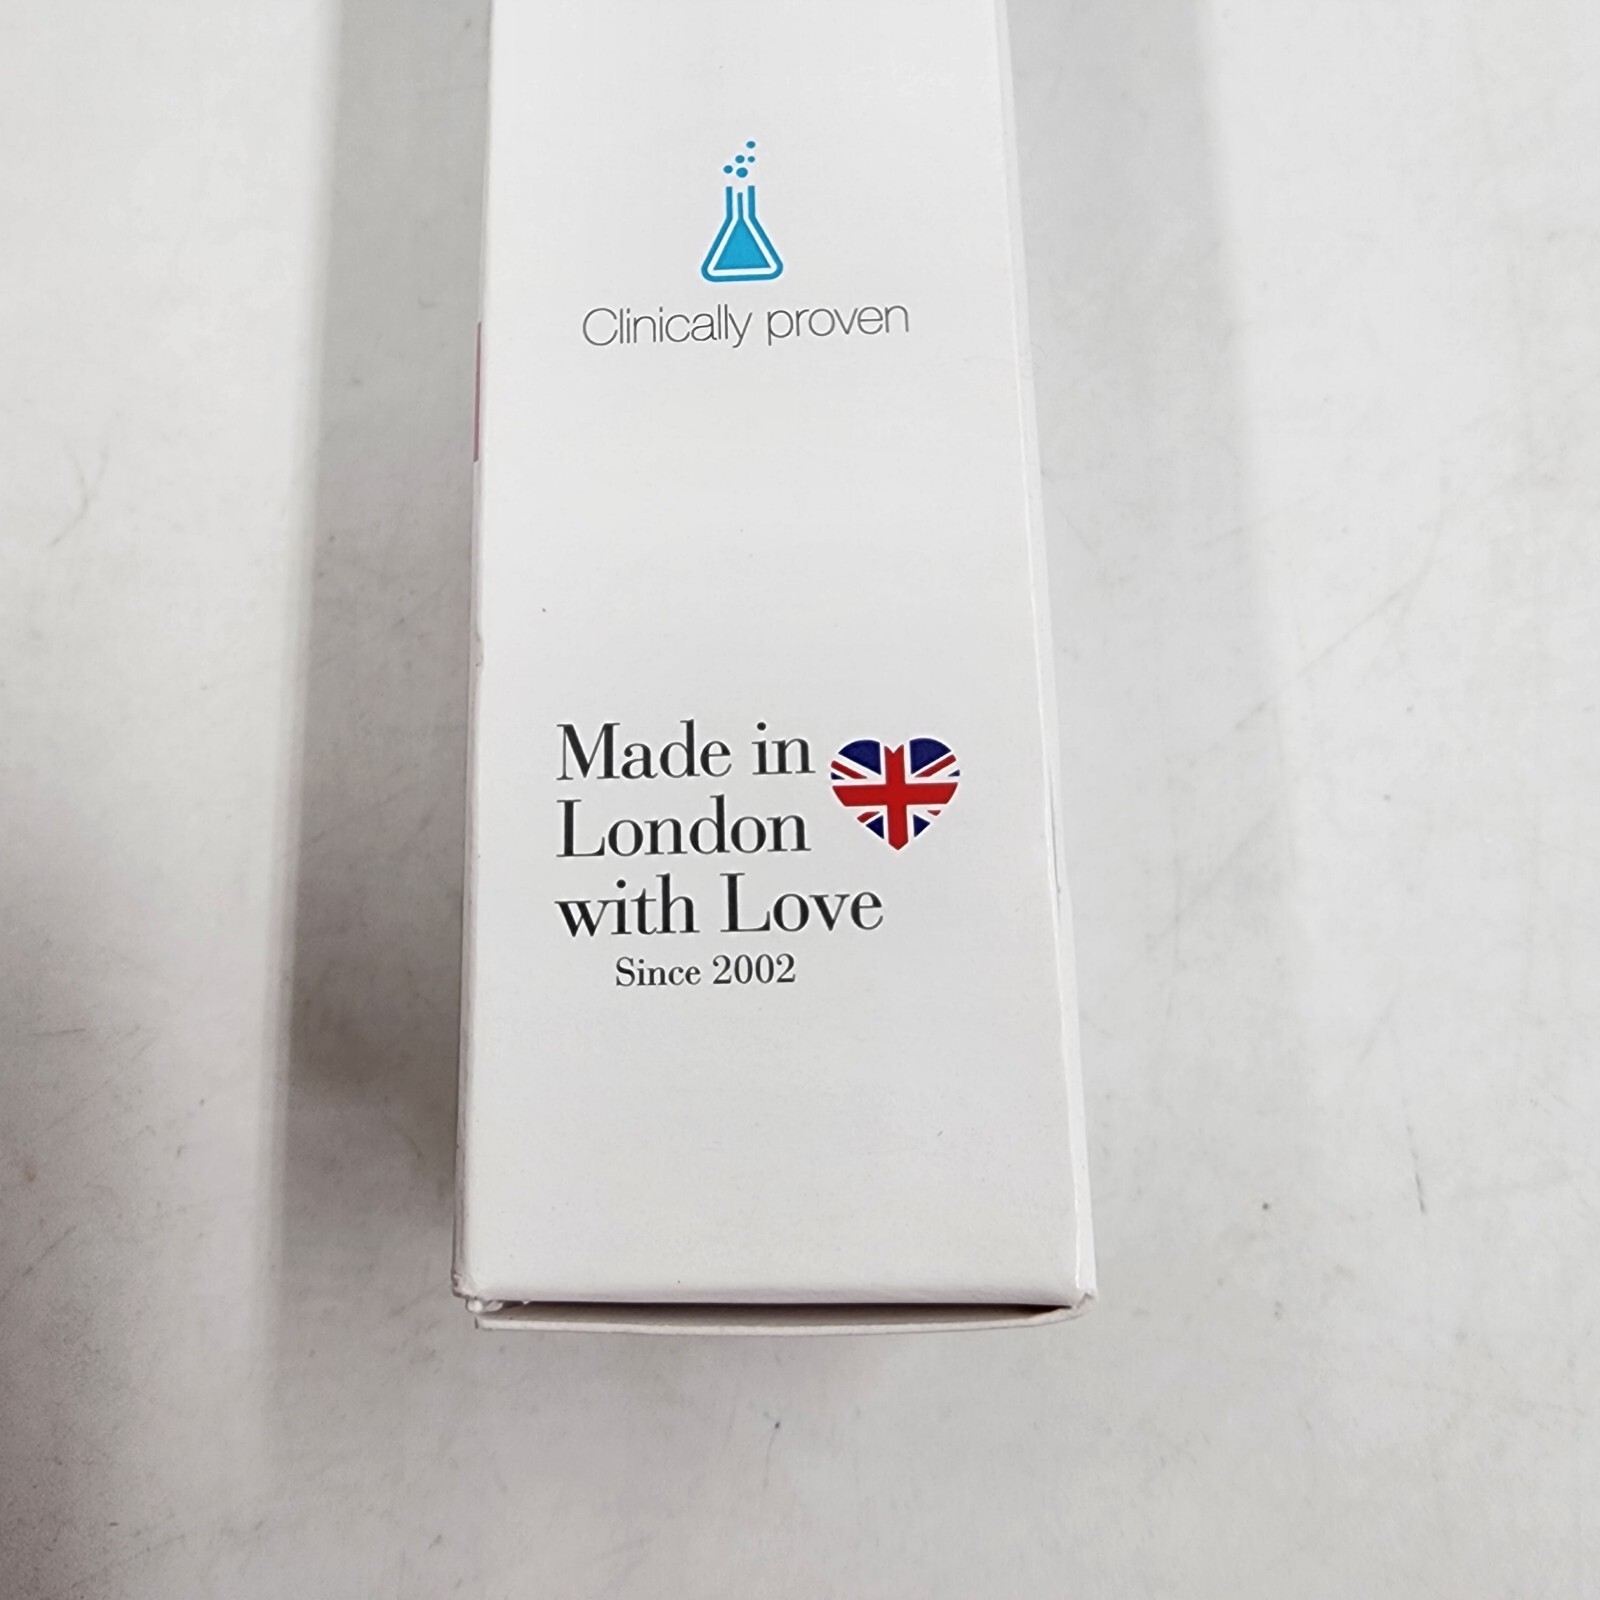 Clinically proven
Made in
London
with Love
Since 2002